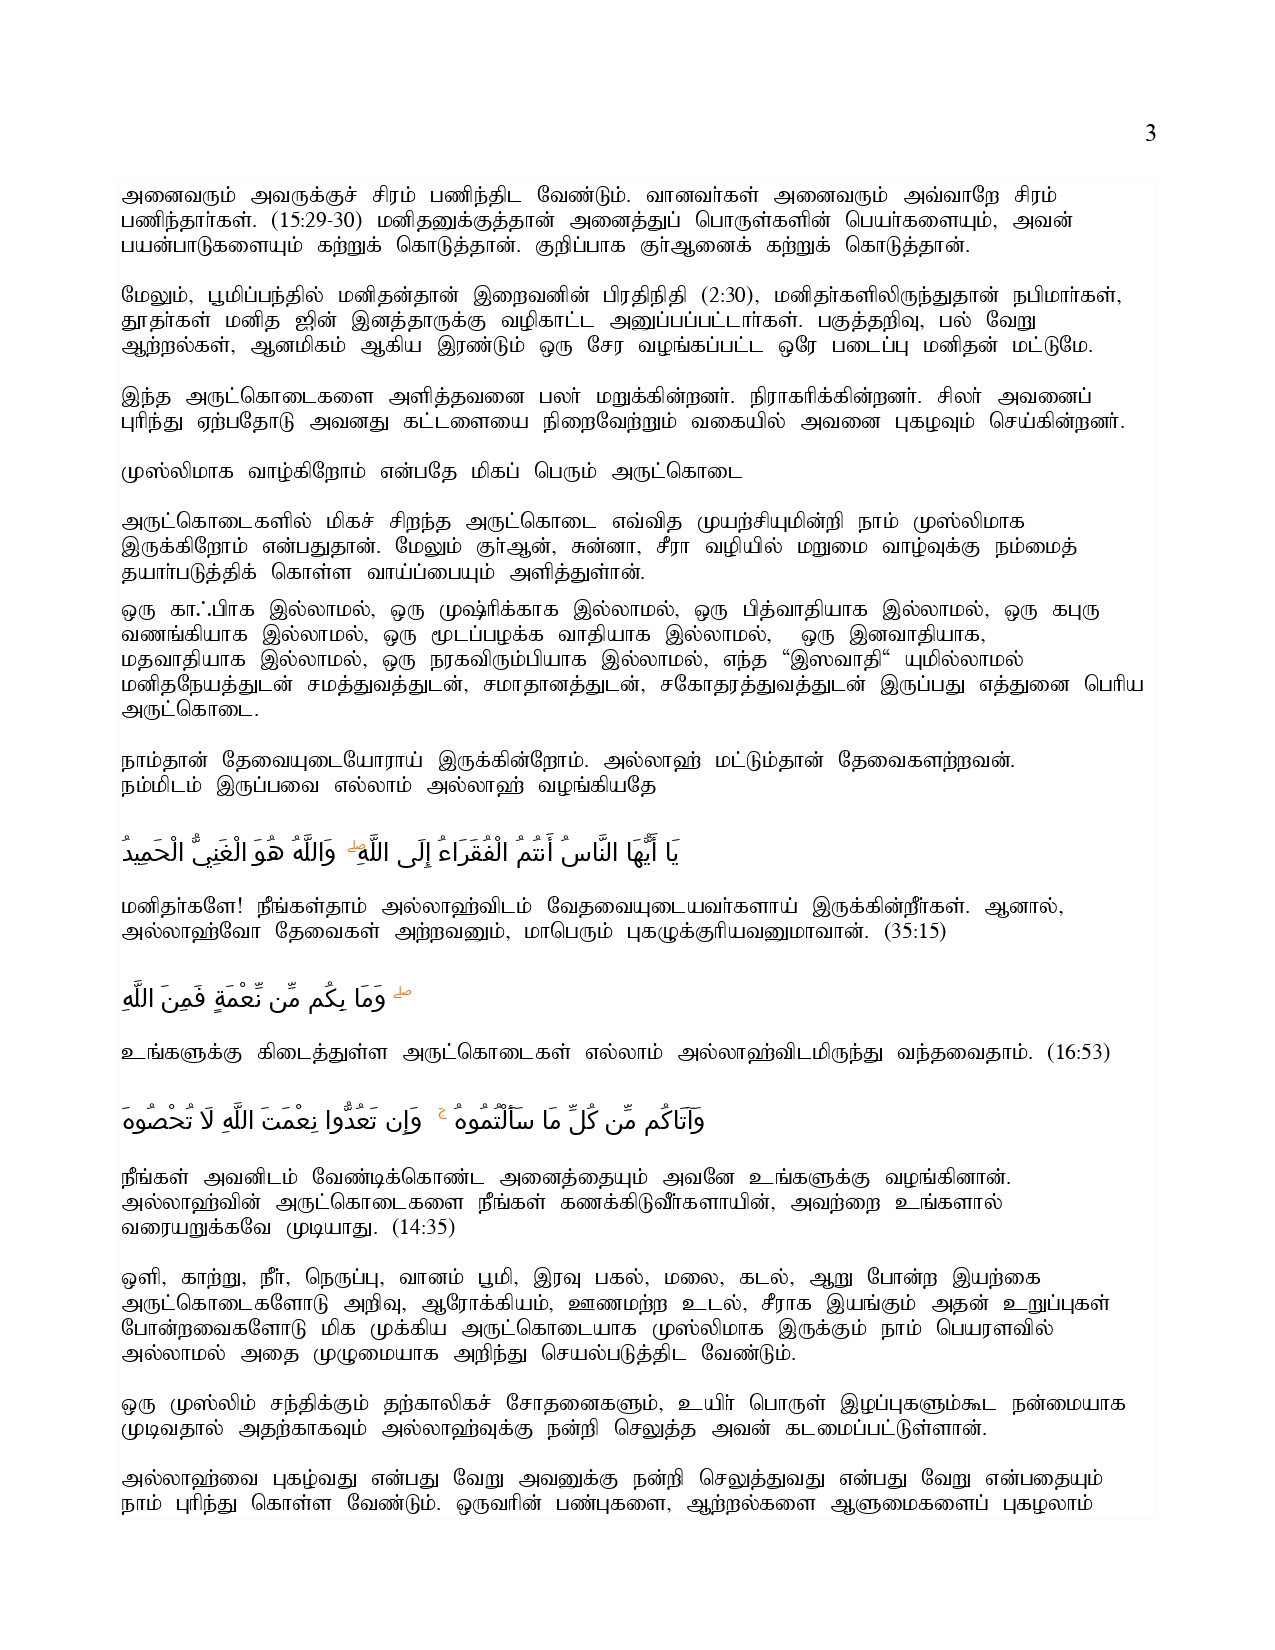 3
அனைவரும் அவருக்குச் சிரம் பணிந்திட வேண்டும். வானவர்கள் அனைவரும் அவ்வாறே சிரம்
பணிந்தார்கள். (15:29-30) மனிதனுக்குத்தான் அனைத்துப் பொருள்களின் பெயர்களையும், அவன்
பயன்பாடுகளையும் கற்றுக் கொடுத்தான். குறிப்பாக குர்ஆனைக் கற்றுக் கொடுத்தான்.
மேலும், பூமிப்பந்தில் மனிதன்தான் இறைவனின் பிரதிநிதி (2:30), மனிதர்களிலிருந்துதான் நபிமார்கள்,
தூதர்கள் மனித ஜின் இனத்தாருக்கு வழிகாட்ட அனுப்பப்பட்டார்கள். பகுத்தறிவு, பல் வேறு
ஆற்றல்கள், ஆனமிகம் ஆகிய இரண்டும் ஒரு சேர வழங்கப்பட்ட ஒரே படைப்பு மனிதன் மட்டுமே.
இந்த அருட்கொடைகளை அளித்தவனை பலர் மறுக்கின்றனர். நிராகரிக்கின்றனர். சிலர் அவனைப்
புரிந்து ஏற்பதோடு அவனது கட்டளையை நிறைவேற்றும் வகையில் அவனை புகழவும் செய்கின்றனர்.
முஸ்லிமாக வாழ்கிறோம் என்பதே மிகப் பெரும் அருட்கொடை
அருட்கொடைகளில் மிகச் சிறந்த அருட்கொடை எவ்வித முயற்சியுமின்றி நாம் முஸ்லிமாக
இருக்கிறோம் என்பதுதான். மேலும் குர்ஆன், சுன்னா, சீரா வழியில் மறுமை வாழ்வுக்கு நம்மைத்
தயார்படுத்திக் கொள்ள வாய்ப்பையும் அளித்துள்ான்.
ஒரு காஃபிாக இல்லாமல், ஒரு முஷ்ரிக்காக இல்லாமல், ஒரு பித்வாதியாக இல்லாமல், ஒரு கபுரு
வணங்கியாக இல்லாமல், ஒரு மூடப்பழக்க வாதியாக இல்லாமல், ஒரு இனவாதியாக,
மதவாதியாக இல்லாமல், ஒரு நரகவிரும்பியாக இல்லாமல், எந்த “இஸவாதி“ யுமில்லாமல்
மனிதநேயத்துடன் சமத்துவத்துடன், சமாதானத்துடன், சகோதரத்துவத்துடன் இருப்பது எத்துனை பெரிய
அருட்கொடை.
நாம்தான் தேவையுடையோராய் இருக்கின்றோம். அல்லாஹ் மட்டும்தான் தேவைகளற்றவன்.
நம்மிடம் இருப்பவை எல்லாம் அல்லாஹ் வழங்கியதே
يَا أَيُّهَا النَّاسُ أَنتُمُ الْفُقَرَاءُ إِلَى اللَّهِ ۖ وَاللَّهُ هُوَ الْغَنِيُّ الْحَمِيدُ
மனிதர்களே! நீங்கள்தாம் அல்லாஹ்விடம் வேதவையுடையவர்களாய் இருக்கின்றீர்கள். ஆனால்,
அல்லாஹ்வோ தேவைகள் அற்றவனும், மாபெரும் புகழுக்குரியவனுமாவான். (35:15)
وَمَا بِكُم مِّن نِّعْمَةٍ فَمِنَ اللَّهِ ۖ
உங்களுக்கு கிடைத்துள்ள அருட்கொடைகள் எல்லாம் அல்லாஹ்விடமிருந்து வந்தவைதாம். (16:53)
وَآتَاكُم مِّن كُلِّ مَا سَأَلْتُمُوهُ ۚ وَإِن تَعُدُّوا نِعْمَتَ اللَّهِ لَا تُحْصُوهَ
நீங்கள் அவனிடம் வேண்டிக்கொண்ட அனைத்தையும் அவனே உங்களுக்கு வழங்கினான்.
அல்லாஹ்வின் அருட்கொடைகளை நீங்கள் கணக்கிடுவீர்களாயின், அவற்றை உங்களால்
வரையறுக்கவே முடியாது. (14:35)
ஒளி, காற்று, நீர், நெருப்பு, வானம் பூமி, இரவு பகல், மலை, கடல், ஆறு போன்ற இயற்கை
அருட்கொடைகளோடு அறிவு, ஆரோக்கியம், ஊணமற்ற உடல், சீராக இயங்கும் அதன் உறுப்புகள்
போன்றவைகளோடு மிக முக்கிய அருட்கொடையாக முஸ்லிமாக இருக்கும் நாம் பெயரளவில்
அல்லாமல் அதை முழுமையாக அறிந்து செயல்படுத்திட வேண்டும்.
ஒரு முஸ்லிம் சந்திக்கும் தற்காலிகச் சோதனைகளும், உயிர் பொருள் இழப்புகளும்கூட நன்மையாக
முடிவதால் அதற்காகவும் அல்லாஹ்வுக்கு நன்றி செலுத்த அவன் கடமைப்பட்டுள்ளான்.
அல்லாஹ்வை புகழ்வது என்பது வேறு அவனுக்கு நன்றி செலுத்துவது என்பது வேறு என்பதையும்
நாம் புரிந்து கொள்ள வேண்டும். ஒருவரின் பண்புகளை, ஆற்றல்களை ஆளுமைகளைப் புகழலாம்